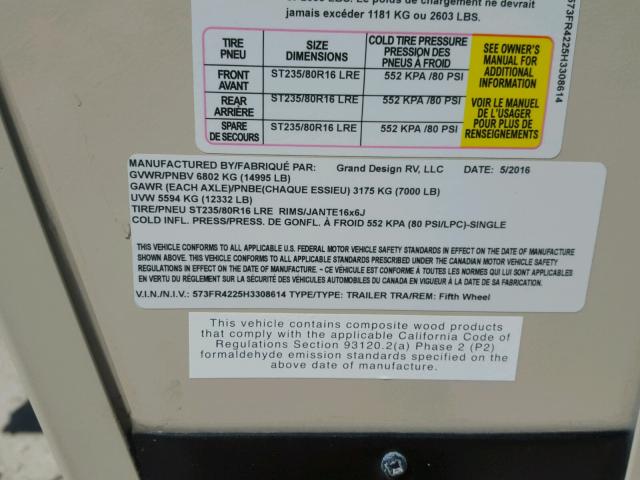 jamais excéder 1181 KG ou 2603 LBS.
TIRE PNEU
SIZE DIMENSIONS
COLD TIRE PRESSURE PRESSION DES PNEUS À FROID
FRONT AVANT
ST235/80R16 LRE
552 KPA /80 PSI
REAR ARRIÈRE
ST235/80R16 LRE
552 KPA /80 PSI
SPARE DE SECOURS
ST235/80R16 LRE
552 KPA /80 PSI
SEE OWNER'S
MANUAL FOR
ADDITIONAL
INFORMATION
VOIR LE MANUEL
DE L'USAGER
POUR PLUS DE
RENSEIGNEMENTS
573FR4225H3308614
MANUFACTURED BY/FABRIQUÉ PAR: Grand Design RV, LLC DATE: 5/2016
GVWR/PNBV 6802 KG (14995 LB)
GAWR (EACH AXLE)/PNBE(CHAQUE ESSIEU) 3175 KG (7000 LB)
UVW 5594 KG (12332 LB)
TIRE/PNEU ST235/80R16 LRE RIMS/JANTE16x6J
COLD INFL. PRESS/PRESS. DE GONFL. À FROID 552 KPA (80 PSI/LPC)-SINGLE
THIS VEHICLE CONFORMS TO ALL APPLICABLE U.S. FEDERAL MOTOR VEHICLE SAFETY STANDARDS IN EFFECT ON THE DATE OF MANUFACTURE
SHOWN ABOVE. THIS VEHICLE CONFORMS TO ALL APPLICABLE STANDARDS PRESCRIBED UNDER THE CANADIAN MOTOR VEHICLE SAFETY
REGULATIONS IN EFFECT ON THE DATE OF MANUFACTURE. - CE VÉHICULE EST CONFORME À TOUTES LES NORMES QUI LUI SONT APPLICABLES
EN VERTU DU RÈGLEMENT SUR LA SÉCURITÉ DES VÉHICULES AUTOMOBILES DU CANADA EN VIGUEUR À LA DATE DE SA FABRICATION.
V.I.N./N.I.V.: 573FR4225H3308614 TYPE/TYPE: TRAILER TRA/REM: Fifth Wheel
This vehicle contains composite wood products
that comply with the applicable California Code of
Regulations Section 93120.2(a) Phase 2 (P2)
formaldehyde emission standards specified on the
above date of manufacture.